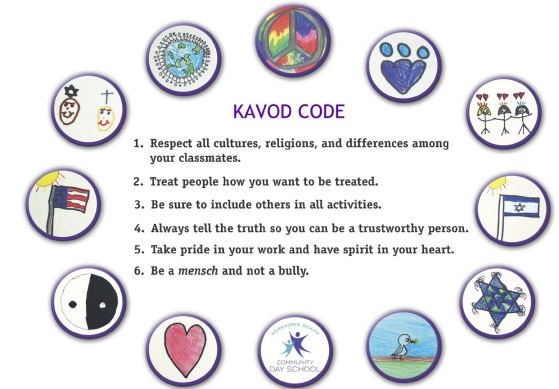 KAVOD CODE
1. Respect all cultures, religions, and differences among
your classmates.
2. Treat people how you want to be treated.
3. Be sure to include others in all activities.
4. Always tell the truth so you can be a trustworthy person.
5. Take pride in your work and have spirit in your heart.
6. Be a mensch and not a bully.
HERSHORIN SCHIFF
COMMUNITY
DAY SCHOOL